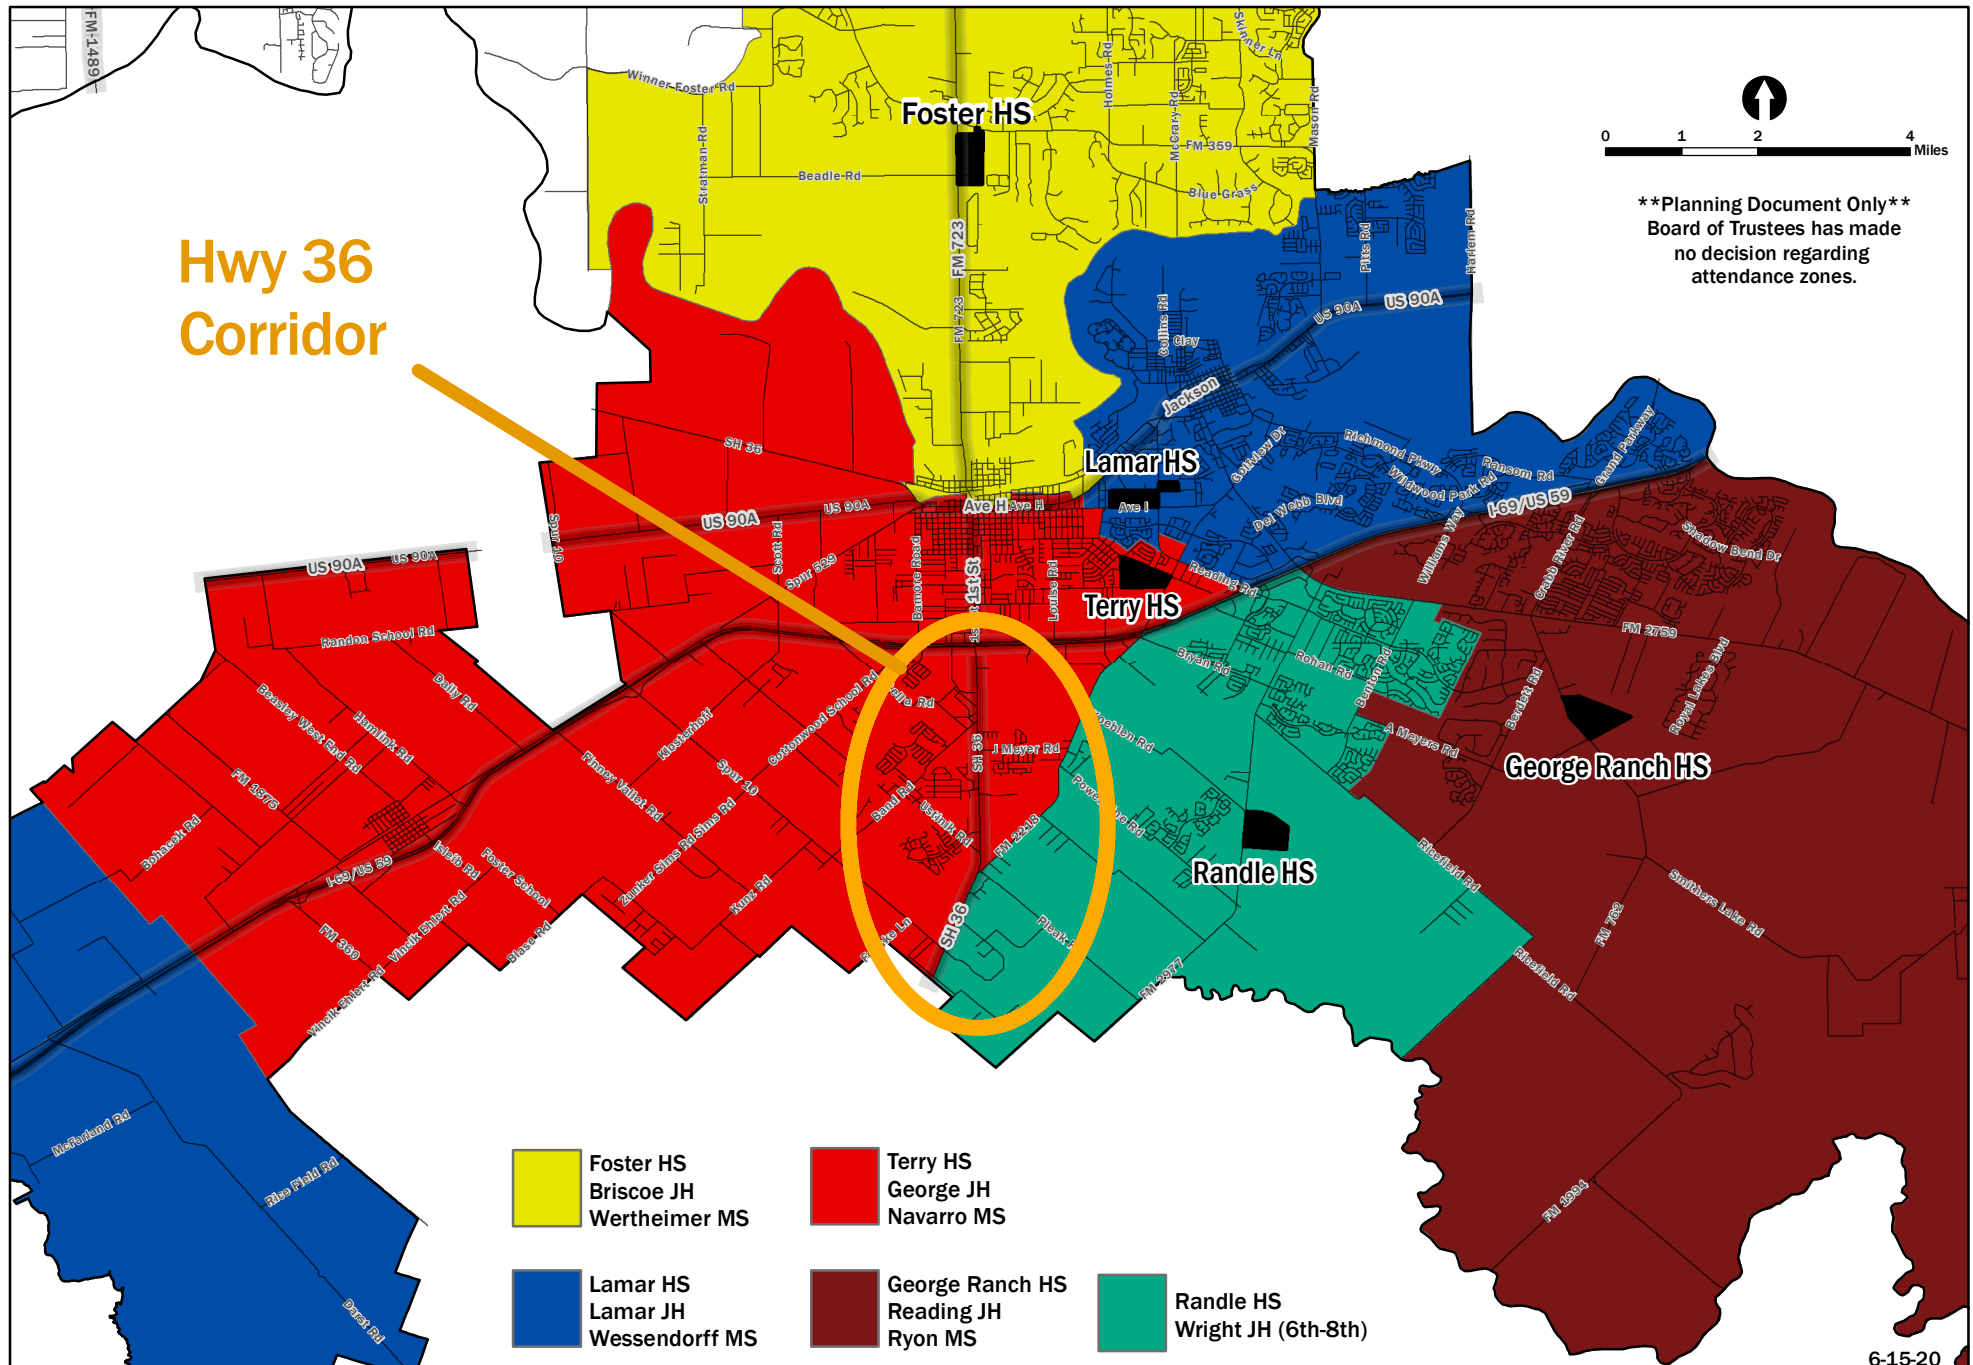 FM-1489
Skinner Ln
Winner-Foster-Rd
Holmes-Rd
McCrary-Rd
Mason Rd
Foster HS
0 1 2 4
Miles
Stratman-Rd
FM 359
Beadle Rd
Blue Grass
**Planning Document Only**
Board of Trustees has made
no decision regarding
attendance zones.
Hwy 36
Corridor
FM 723
Pitts Rd
Harlem Rd
FM 723
Collins Rd
Clay
US 90A
US 90A
Jackson
SH 36
Lamar HS
Golfview Dr
Richmond Pkwy
Ransom Rd
Wildwood Park Rd
Grand Parkway
US 90A
US 90A
Ave H
Ave H
Ave I
Del Webb Blvd
I-69/US 59
Spur 10
Scott Rd
Spur 529
Bamore Road
1st St
Louise Rd
Reading Rd
Williams Way
Crabb River Rd
Shadow Bend Dr
US 90A
US 90A
Terry HS
Randon School Rd
FM 2759
Bryan Rd
Rohan Rd
Benton Rd
Berdett Rd
Royal Lakes Blvd
Daily Rd
Beasley West End Rd
Hamlink Rd
Klosterhoff
Cottonwood School Rd
Rd
SH 36
J Meyer Rd
A Meyers Rd
George Ranch HS
FM 1875
Finney Vallet Rd
Spur 10
Band Rd
Ustinik Rd
FM 2218
Bohacek Rd
Zunker Sims Rd
Sims Rd
Randle HS
I-69/US 59
Isleib Rd
Foster School
Kunz Rd
Ricefield Rd
Smithers Lake Rd
FM 360
Vincik Ehlert Rd
Blase Rd
Ln
SH 36
Pleak
FM 762
Vincik Ehlert Rd
FM 2977
Ricefield Rd
McFarland Rd
Rice Field Rd
Darst Rd
FM 1994
Foster HS
Briscoe JH
Wertheimer MS
Terry HS
George JH
Navarro MS
Lamar HS
Lamar JH
Wessendorff MS
George Ranch HS
Reading JH
Ryon MS
Randle HS
Wright JH (6th-8th)
6-15-20